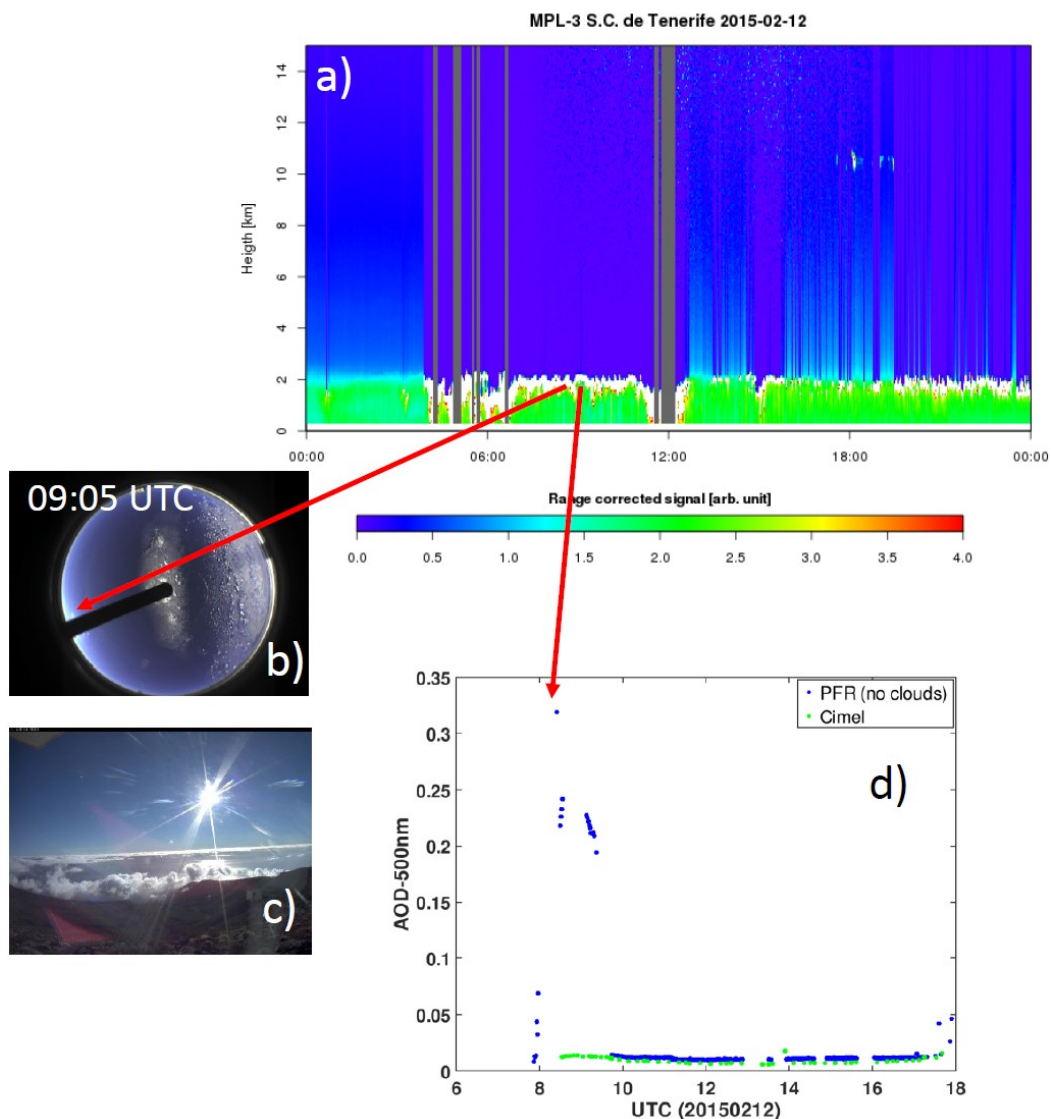 MPL-3 S.C. de Tenerife 2015-02-12
a)
14
12
10
8
6
4
2
0
Heigth [km]
00:00 06:00 12:00 18:00 00:00
Range corrected signal [arb. unit]
0.0 0.5 1.0 1.5 2.0 2.5 3.0 3.5 4.0
09:05 UTC
b)
c)
0.35
0.3
0.25
0.2
0.15
0.1
0.05
0
AOD-500nm
PFR (no clouds)
Cimel
d)
6 8 10 12 14 16 18
UTC (20150212)